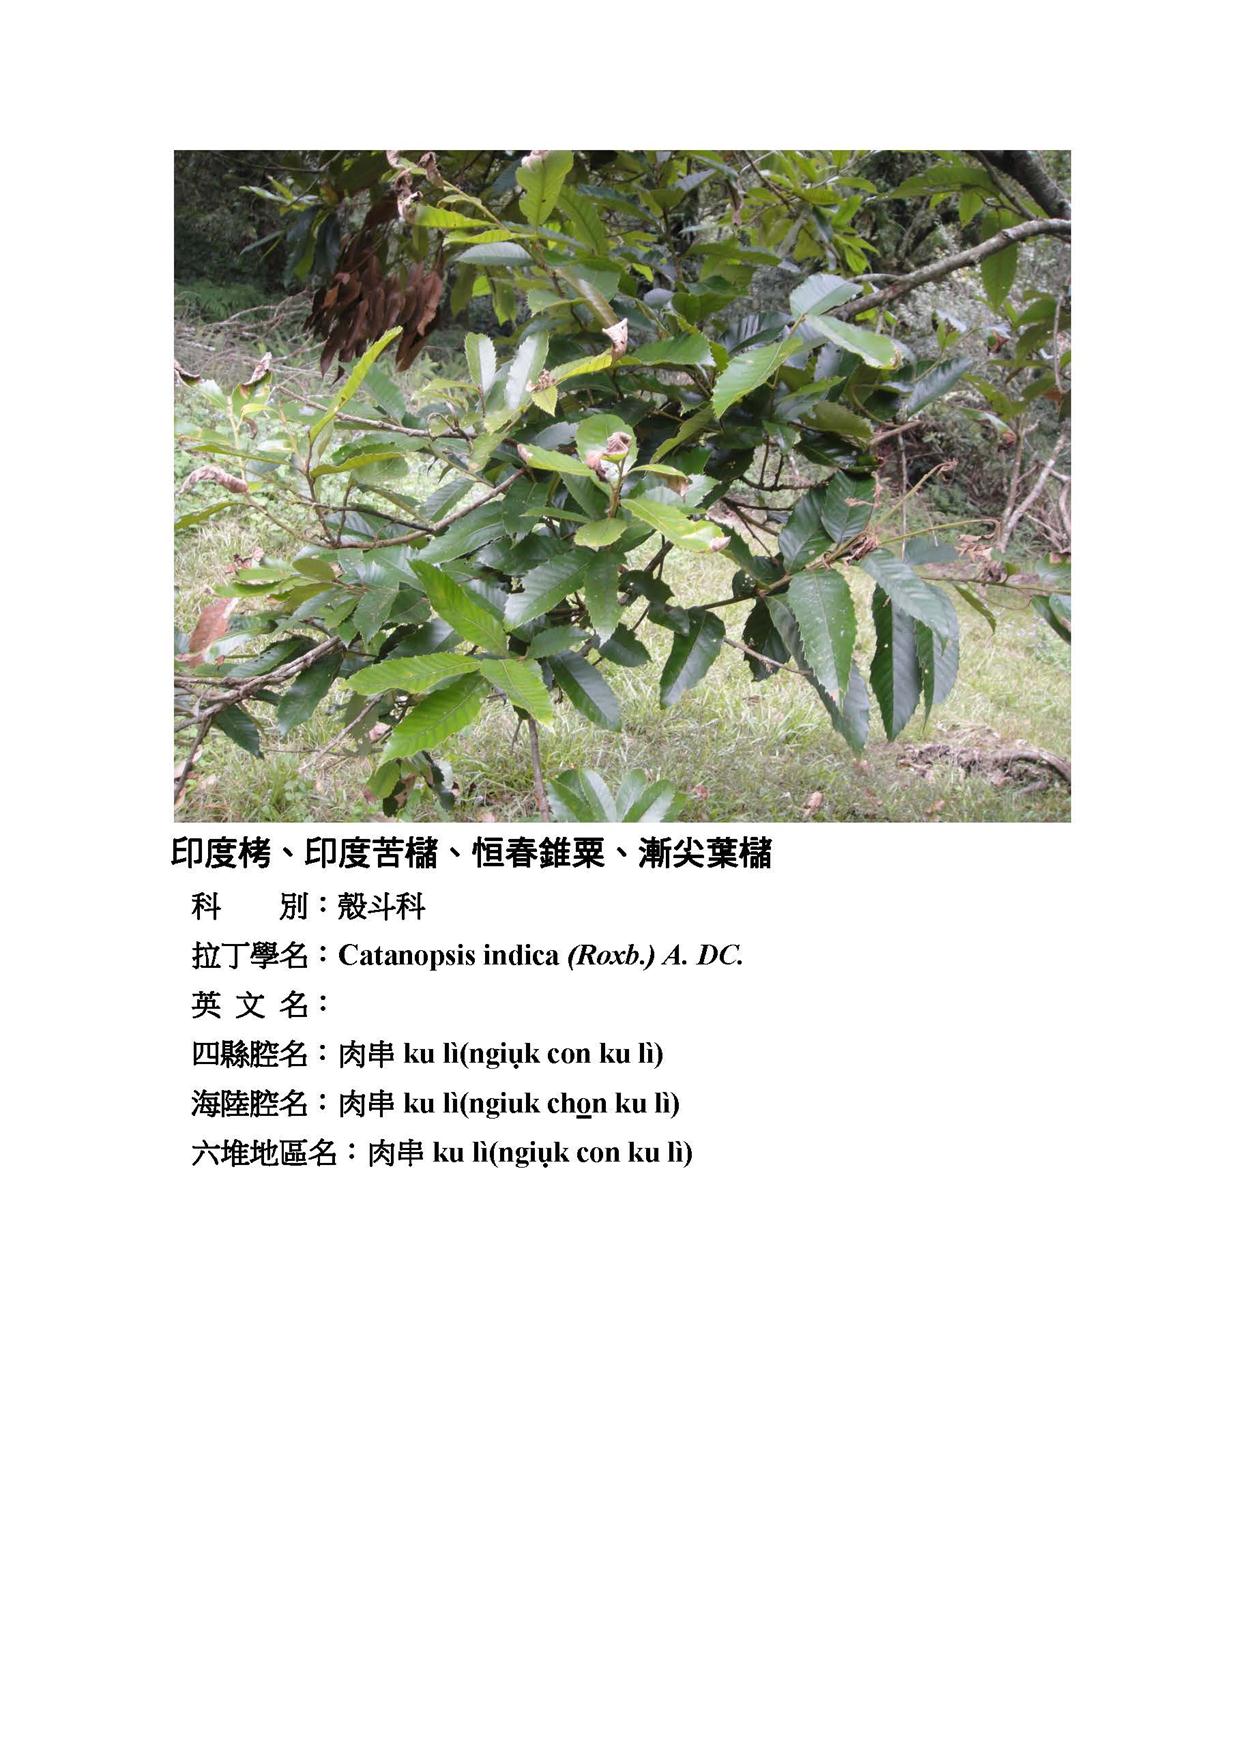 印度栲、印度苦櫧、恒春錐粟、漸尖葉櫧
科　　別：殼斗科
拉丁學名：Catanopsis indica (Roxb.) A. DC.
英 文 名：
四縣腔名：肉串 ku lì(ngiụk con ku lì)
海陸腔名：肉串 ku lì(ngiuk cho̲n ku lì)
六堆地區名：肉串 ku lì(ngiụk con ku lì)